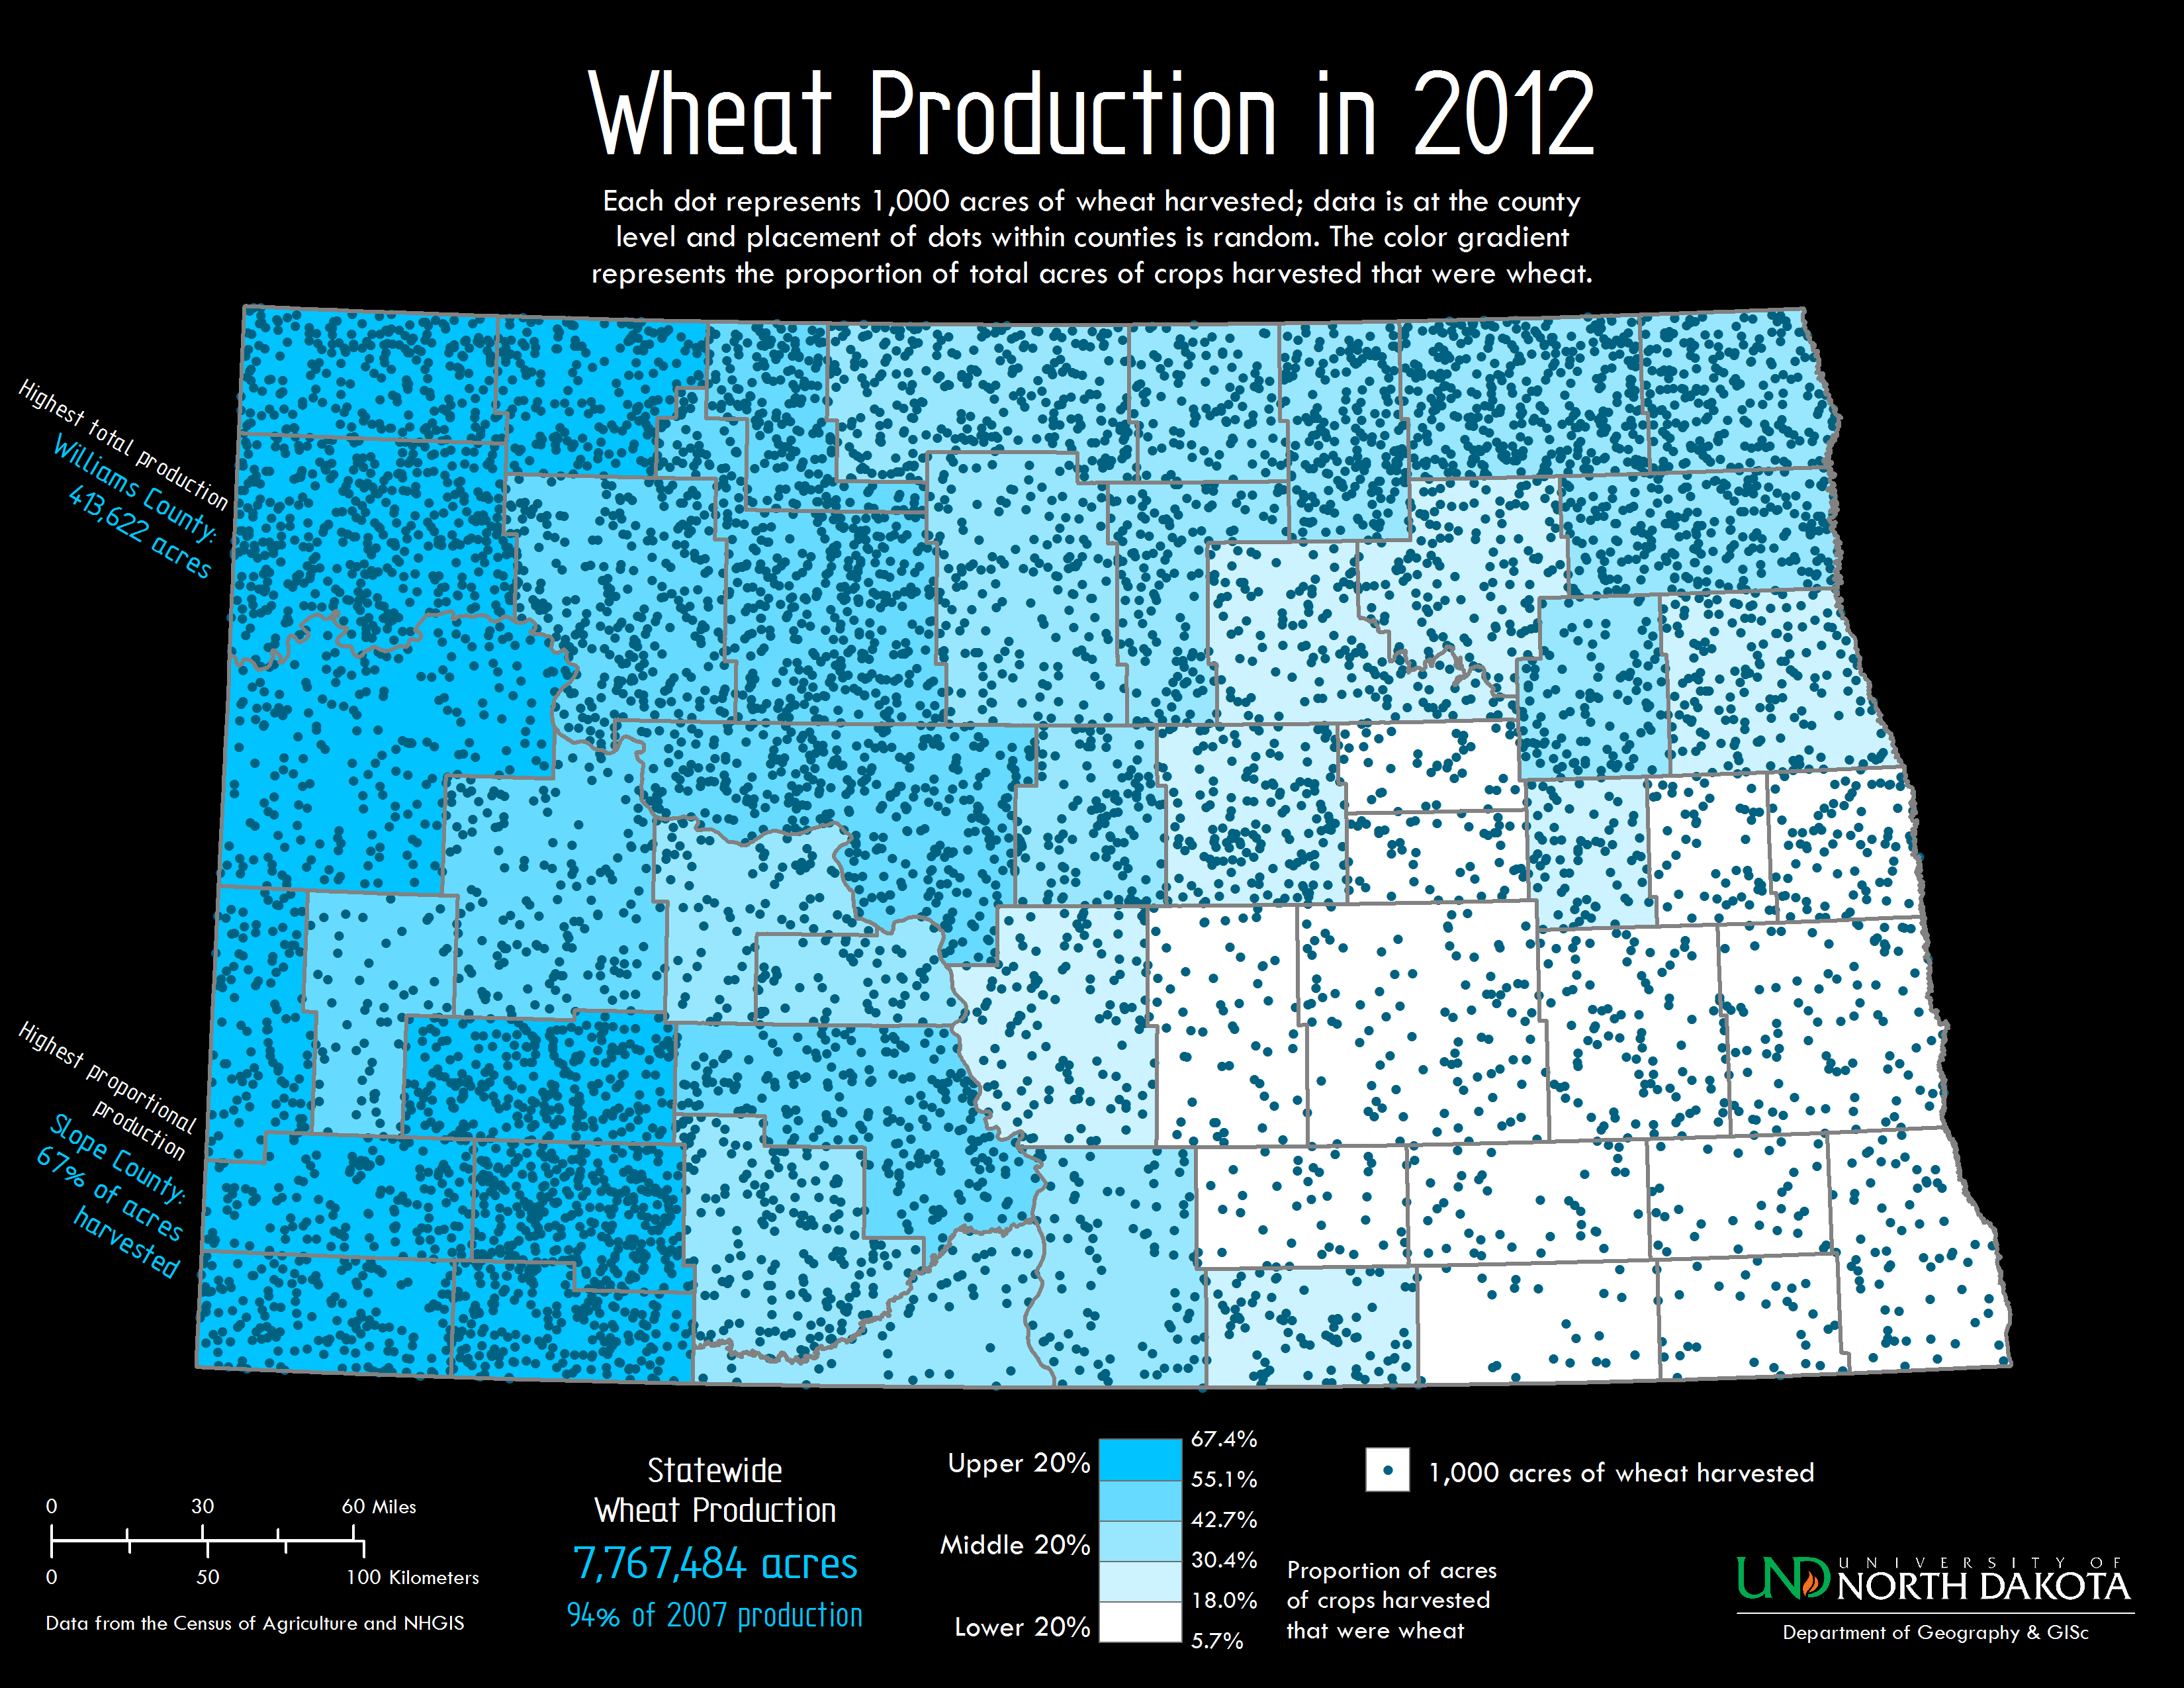 Wheat Production in 2012
Each dot represents 1,000 acres of wheat harvested; data is at the county
level and placement of dots within counties is random. The color gradient
represents the proportion of total acres of crops harvested that were wheat.
Highest total production
Williams County:
413,622 acres
Highest proportional
production
Slope County:
67% of acres
harvested
0 30 60 Miles
0 50 100 Kilometers
Data from the Census of Agriculture and NHGIS
Statewide
Wheat Production
7,767,484 acres
94% of 2007 production
Upper 20%
Middle 20%
Lower 20%
67.4%
55.1%
42.7%
30.4%
18.0%
5.7%
Proportion of acres
of crops harvested
that were wheat
1,000 acres of wheat harvested
UND UNIVERSITY OF
NORTH DAKOTA
Department of Geography & GISc